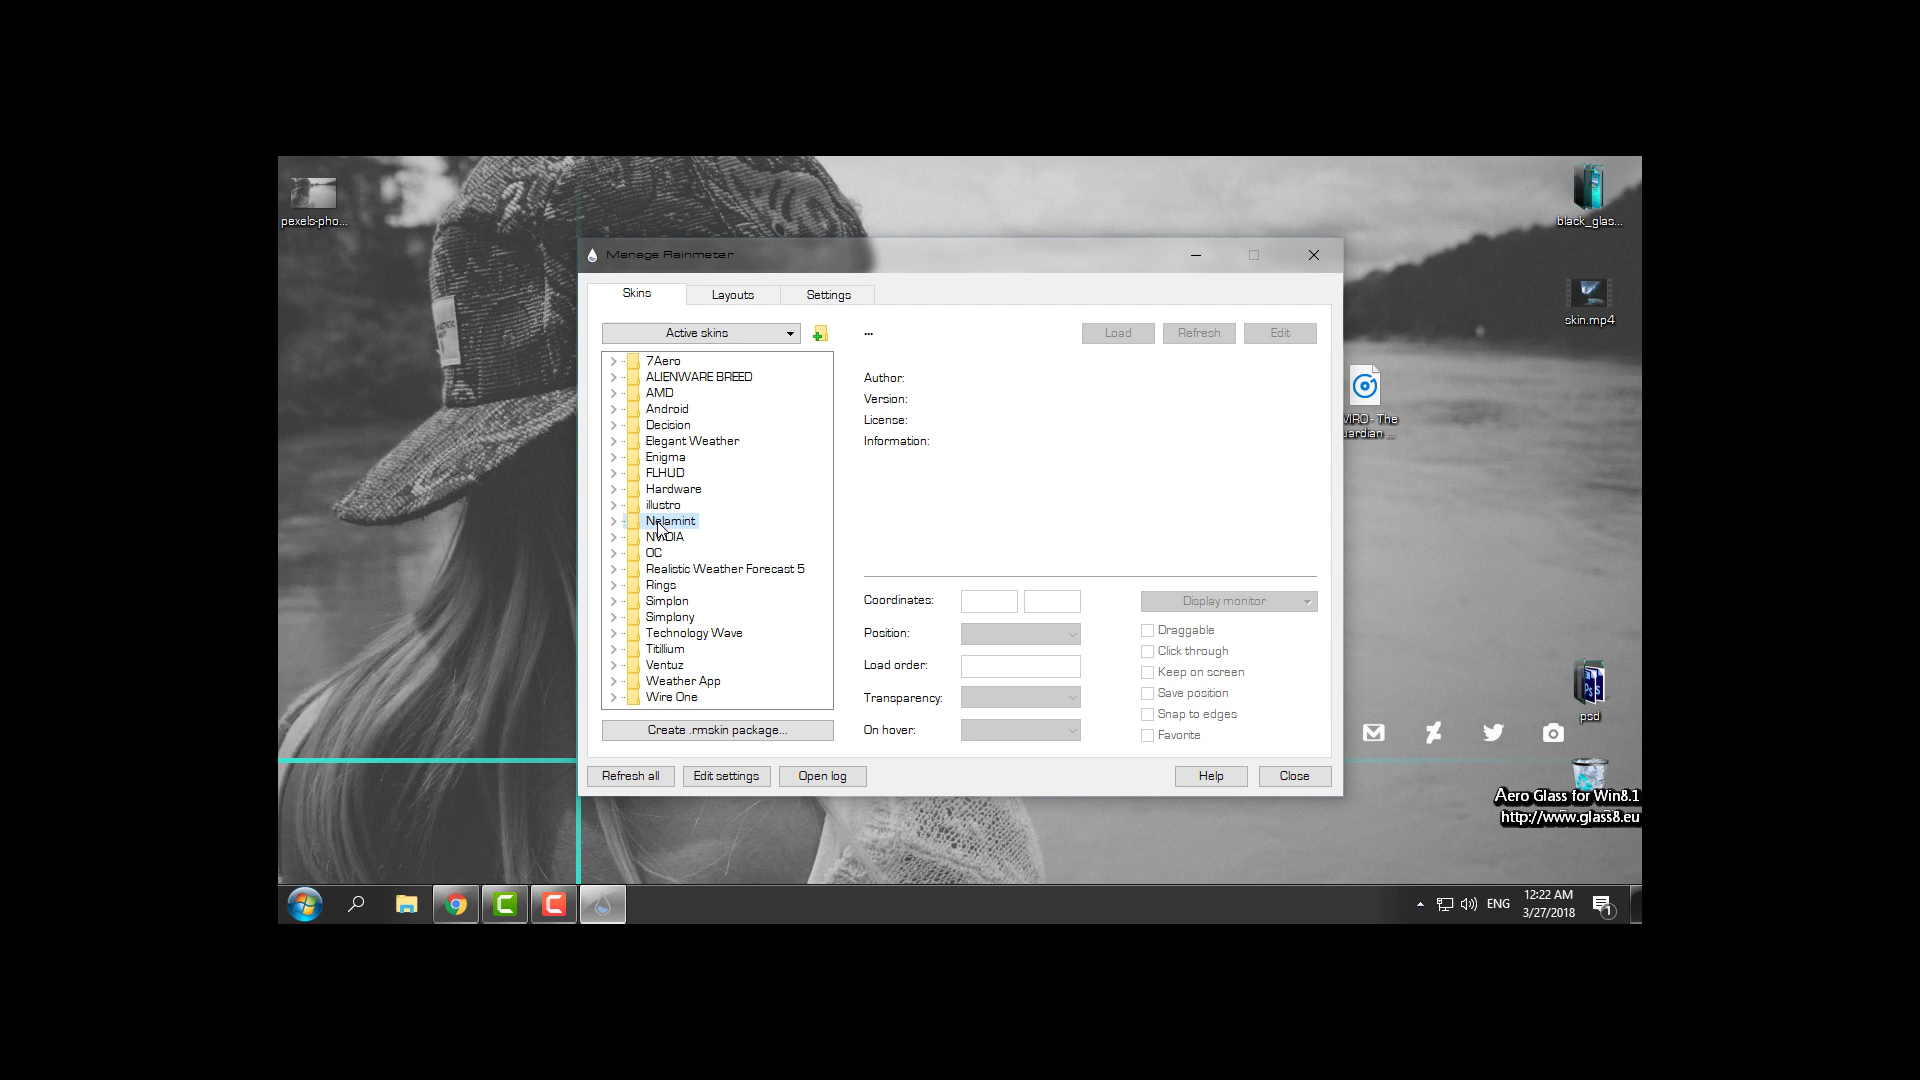 pexels-pho...
black_glas...
skin.mp4
Manage Rainmeter
Skins
Layouts
Settings
Active skins
...
Load
Refresh
Edit
7Aero
ALIENWARE BREED
AMD
Android
Decision
Elegant Weather
Enigma
FLHUD
Hardware
illustro
Nelamint
NVIDIA
OC
Realistic Weather Forecast 5
Rings
Simplon
Simplony
Technology Wave
Titillium
Ventuz
Weather App
Wire One
Create .rmskin package...
Author:
Version:
License:
Information:
Coordinates:
Position:
Load order:
Transparency:
On hover:
Display monitor
Draggable
Click through
Keep on screen
Save position
Snap to edges
Favorite
Refresh all
Edit settings
Open log
Help
Close
- The
...
psd
Aero Glass for Win8.1
http://www.glass8.eu
ENG
12:22 AM
3/27/2018
1